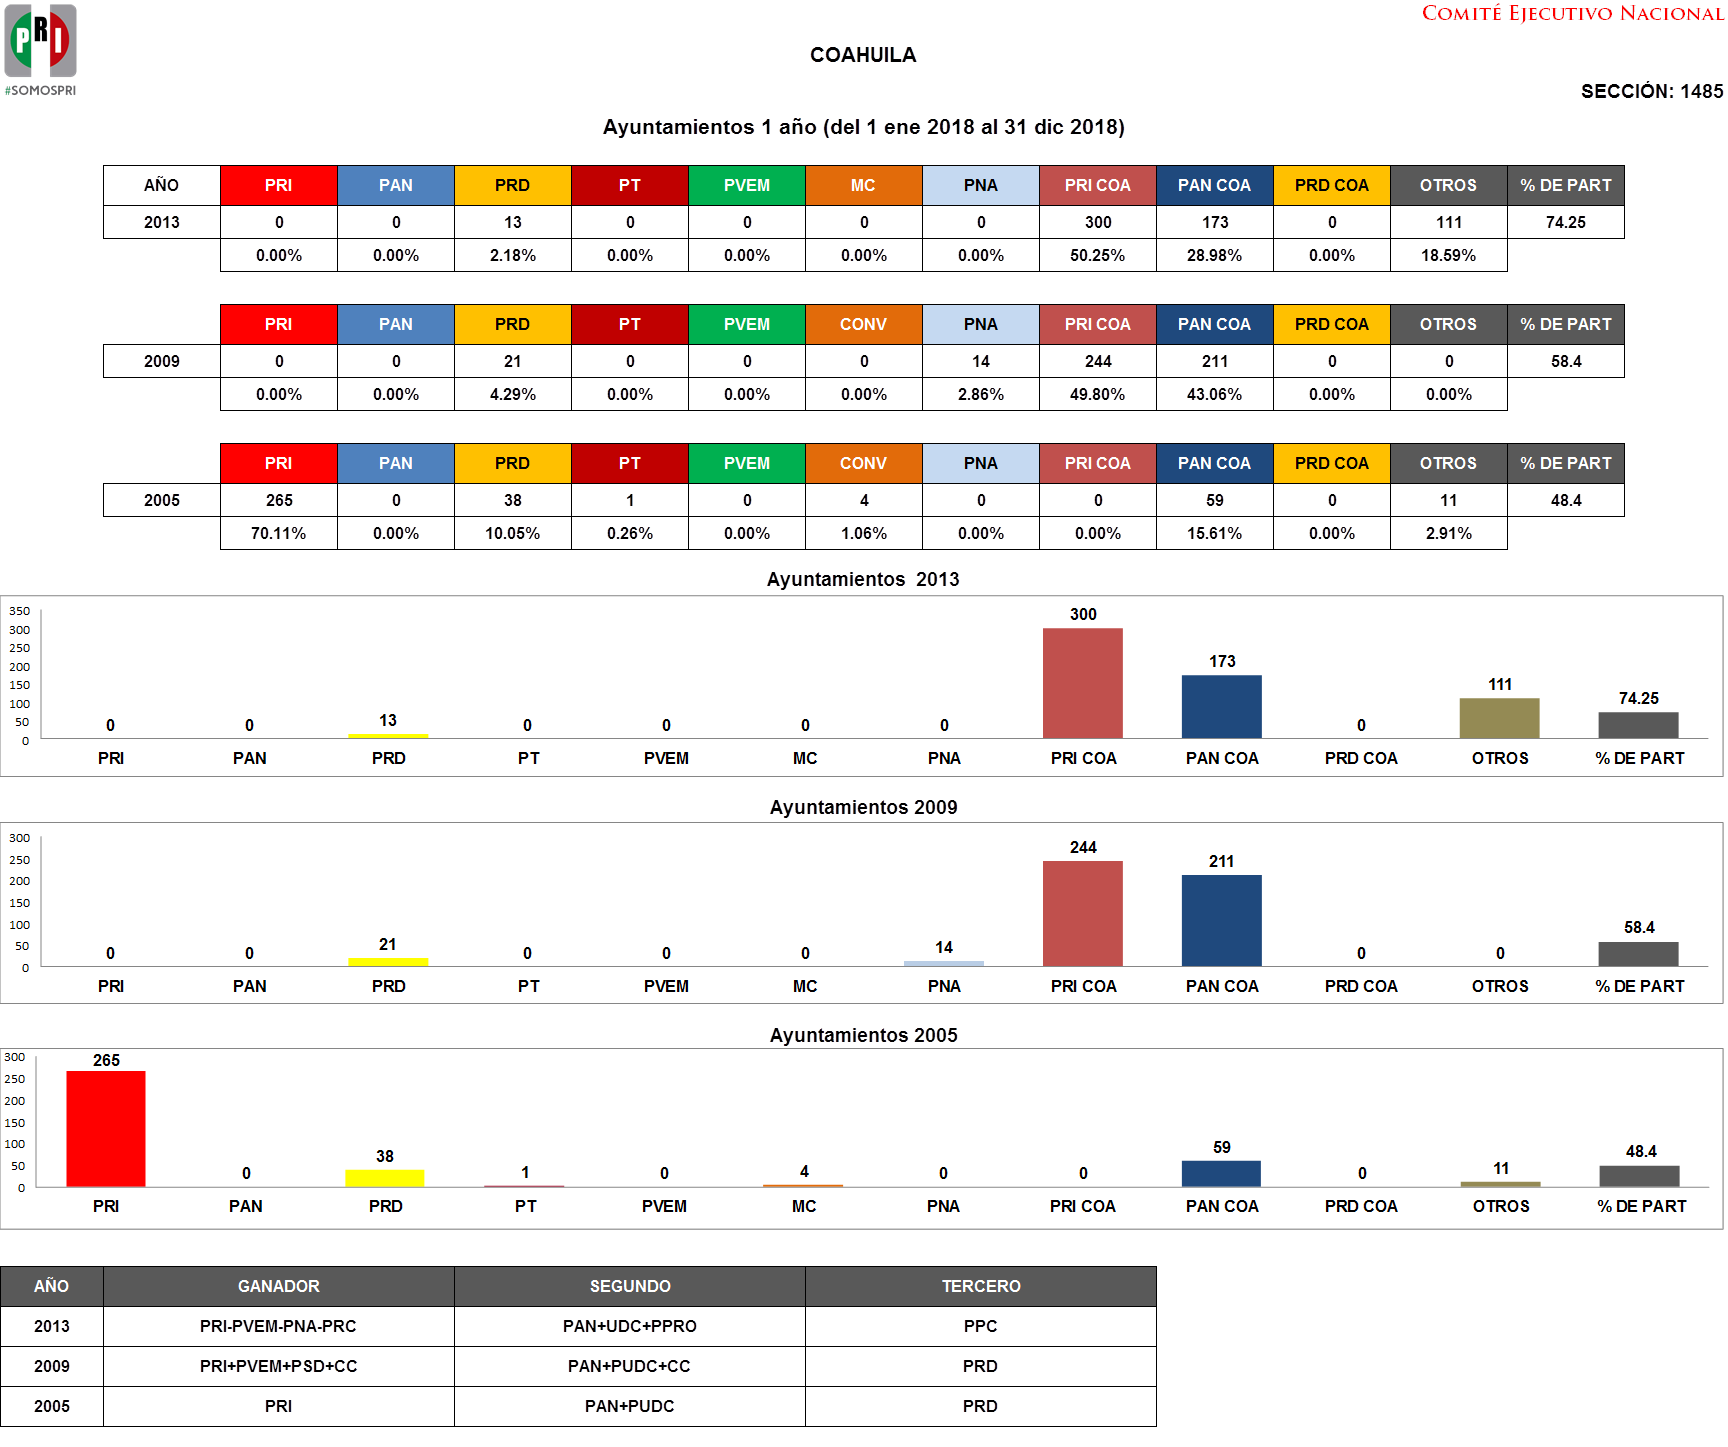 COMITÉ EJECUTIVO NACIONAL
PRI
#SOMOSPRI
COAHUILA
SECCIÓN: 1485
Ayuntamientos 1 año (del 1 ene 2018 al 31 dic 2018)
AÑO PRI PAN PRD PT PVEM MC PNA PRI COA PAN COA PRD COA OTROS % DE PART
2013 0 0 13 0 0 0 0 300 173 0 111 74.25
0.00% 0.00% 2.18% 0.00% 0.00% 0.00% 0.00% 50.25% 28.98% 0.00% 18.59%
PRI PAN PRD PT PVEM CONV PNA PRI COA PAN COA PRD COA OTROS % DE PART
2009 0 0 21 0 0 0 14 244 211 0 0 58.4
0.00% 0.00% 4.29% 0.00% 0.00% 0.00% 2.86% 49.80% 43.06% 0.00% 0.00%
PRI PAN PRD PT PVEM CONV PNA PRI COA PAN COA PRD COA OTROS % DE PART
2005 265 0 38 1 0 4 0 0 59 0 11 48.4
70.11% 0.00% 10.05% 0.26% 0.00% 1.06% 0.00% 0.00% 15.61% 0.00% 2.91%
Ayuntamientos 2013
350
300
250
200
150
100
50
0
0 0 13 0 0 0 0 300 173 0 111 74.25
PRI PAN PRD PT PVEM MC PNA PRI COA PAN COA PRD COA OTROS % DE PART
Ayuntamientos 2009
300
250
200
150
100
50
0
0 0 21 0 0 0 14 244 211 0 0 58.4
PRI PAN PRD PT PVEM MC PNA PRI COA PAN COA PRD COA OTROS % DE PART
Ayuntamientos 2005
300
250
200
150
100
50
0
265 0 38 1 0 4 0 0 59 0 11 48.4
PRI PAN PRD PT PVEM MC PNA PRI COA PAN COA PRD COA OTROS % DE PART
AÑO GANADOR SEGUNDO TERCERO
2013 PRI-PVEM-PNA-PRC PAN+UDC+PPRO PPC
2009 PRI+PVEM+PSD+CC PAN+PUDC+CC PRD
2005 PRI PAN+PUDC PRD